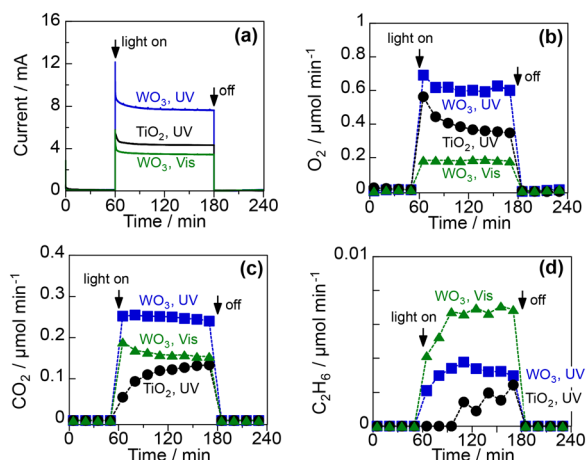 (a)
light on
WO3, UV
off
TiO2, UV
WO3, Vis
Current / mA
16
12
8
4
0
0 60 120 180 240
Time / min
(b)
light on
off
WO3, UV
TiO2, UV
WO3, Vis
O2 / μmol min-1
1
0.8
0.6
0.4
0.2
0
0 60 120 180 240
Time / min
(c)
light on
WO3, UV
off
WO3, Vis
TiO2, UV
CO2 / μmol min-1
0.4
0.3
0.2
0.1
0
0 60 120 180 240
Time / min
(d)
WO3, Vis
off
light on
WO3, UV
TiO2, UV
C2H6 / μmol min-1
0.01
0
0 60 120 180 240
Time / min